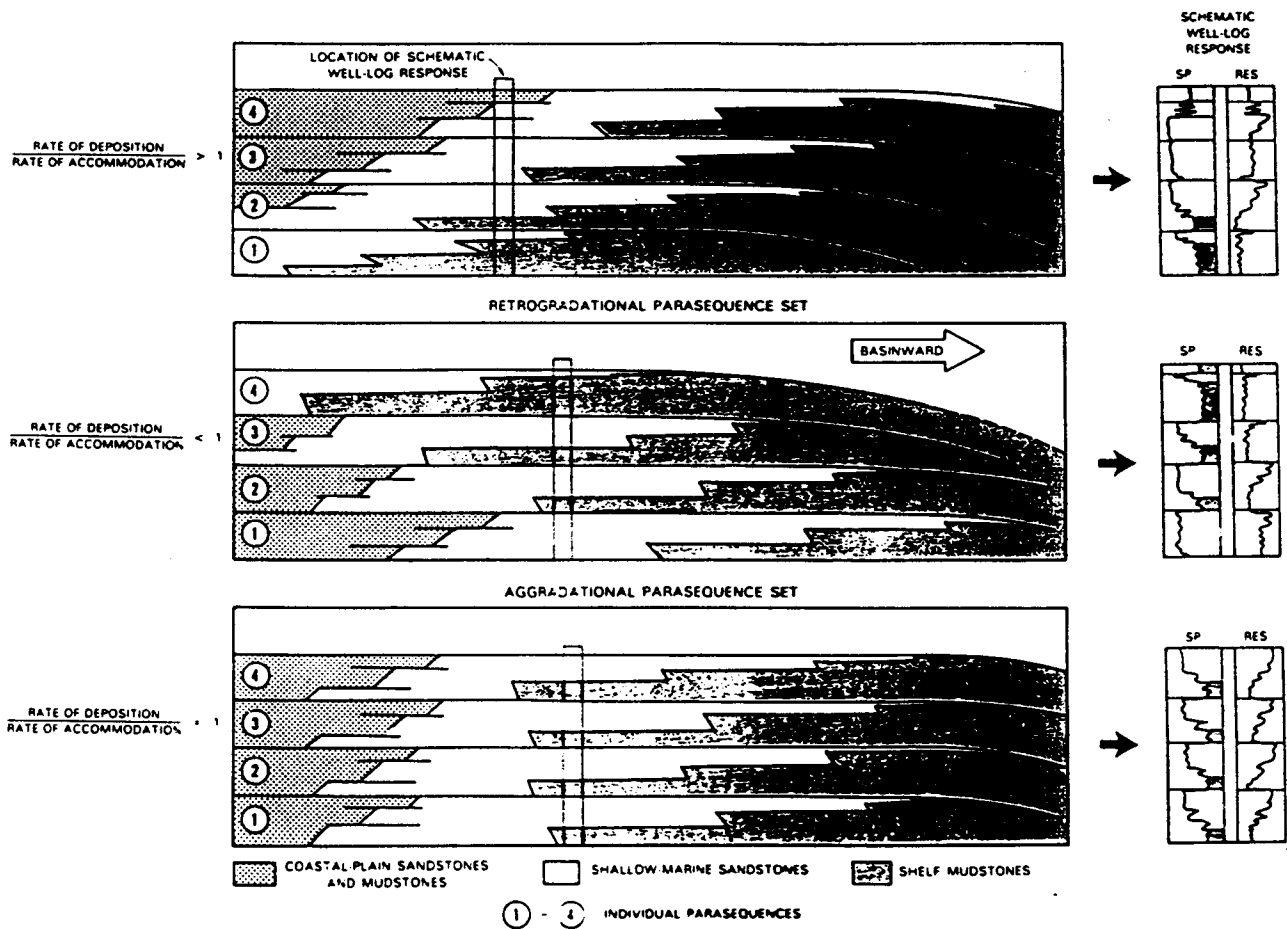 SCHEMATIC
WELL-LOG
RESPONSE
LOCATION OF SCHEMATIC
WELL-LOG RESPONSE
SP RES
4
3
2
1
RATE OF DEPOSITION
RATE OF ACCOMMODATION > 1
RETROGRADATIONAL PARASEQUENCE SET
BASINWARD
SP RES
4
3
2
1
RATE OF DEPOSITION
RATE OF ACCOMMODATION < 1
AGGRADATIONAL PARASEQUENCE SET
SP RES
4
3
2
1
RATE OF DEPOSITION
RATE OF ACCOMMODATION = 1
COASTAL-PLAIN SANDSTONES
AND MUDSTONES
SHALLOW-MARINE SANDSTONES
SHELF MUDSTONES
1 - 4 INDIVIDUAL PARASEQUENCES